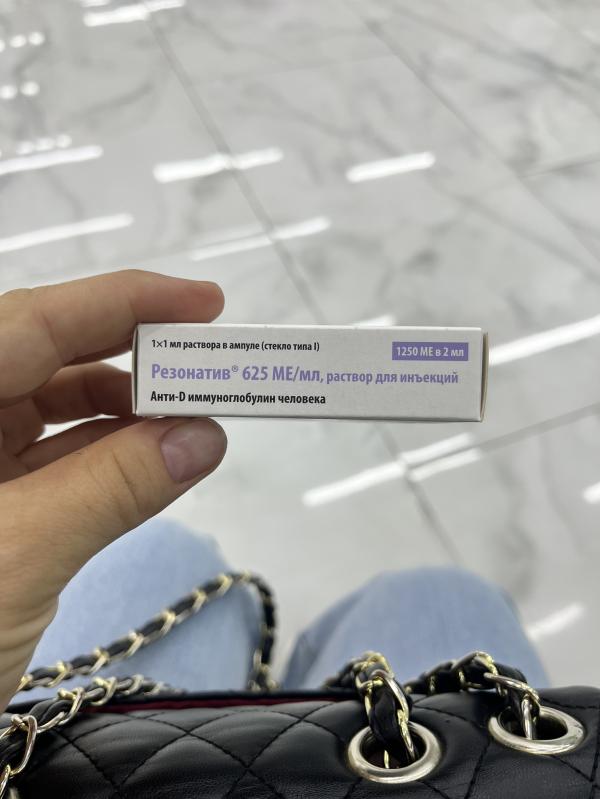 1×1 мл раствора в ампуле (стекло типа I)
1250 МЕ в 2 мл
Резонатив® 625 МЕ/мл, раствор для инъекций
Анти-D иммуноглобулин человека